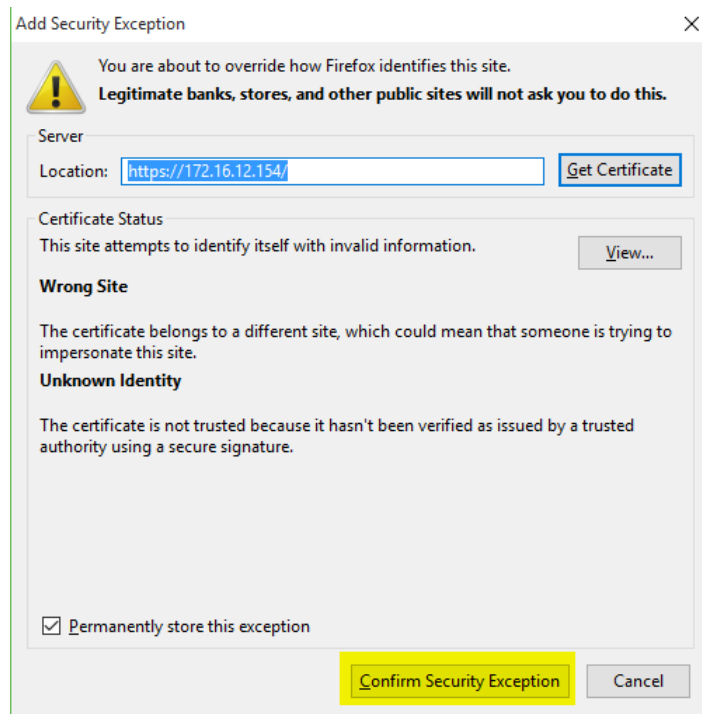 Add Security Exception
You are about to override how Firefox identifies this site.
Legitimate banks, stores, and other public sites will not ask you to do this.
Server
Location: https://172.16.12.154/ Get Certificate
Certificate Status
This site attempts to identify itself with invalid information. View...
Wrong Site
The certificate belongs to a different site, which could mean that someone is trying to
impersonate this site.
Unknown Identity
The certificate is not trusted because it hasn't been verified as issued by a trusted
authority using a secure signature.
Permanently store this exception
Confirm Security Exception Cancel